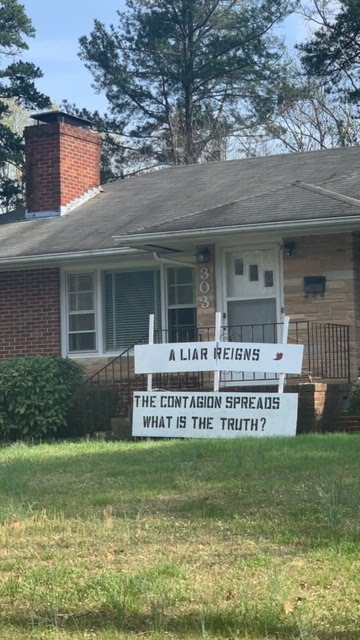 303
A LIAR REIGNS
THE CONTAGION SPREADS
WHAT IS THE TRUTH?